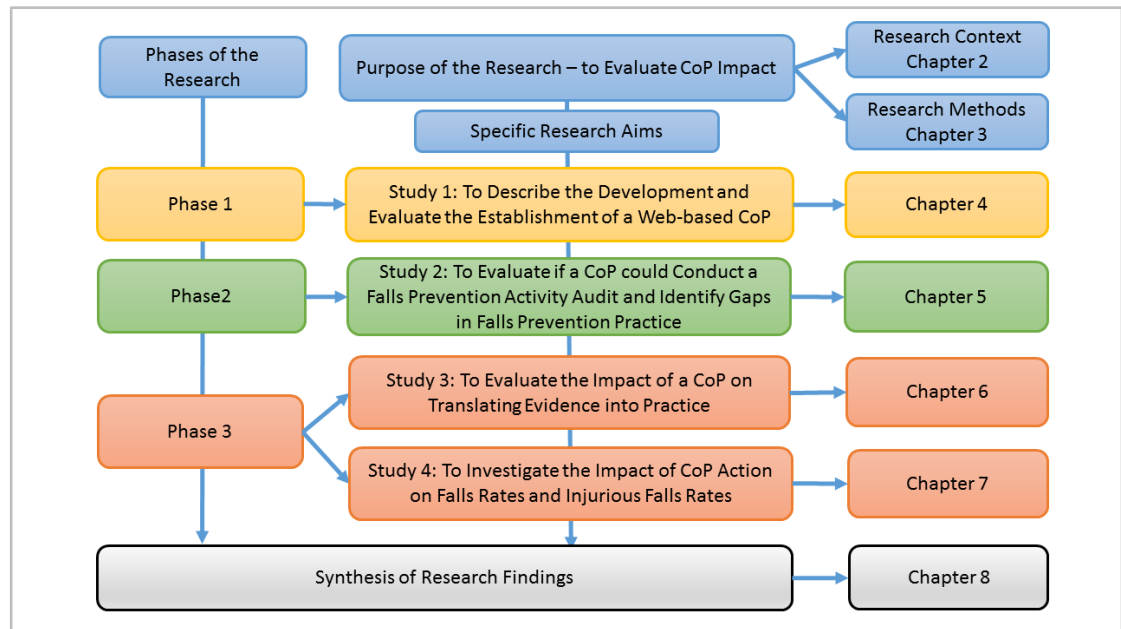 Phases of the
Research
Purpose of the Research – to Evaluate CoP Impact
Research Context
Chapter 2
Research Methods
Chapter 3
Specific Research Aims
Phase 1
Study 1: To Describe the Development and
Evaluate the Establishment of a Web-based CoP
Chapter 4
Phase2
Study 2: To Evaluate if a CoP could Conduct a
Falls Prevention Activity Audit and Identify Gaps
in Falls Prevention Practice
Chapter 5
Phase 3
Study 3: To Evaluate the Impact of a CoP on
Translating Evidence into Practice
Chapter 6
Study 4: To Investigate the Impact of CoP Action
on Falls Rates and Injurious Falls Rates
Chapter 7
Synthesis of Research Findings
Chapter 8